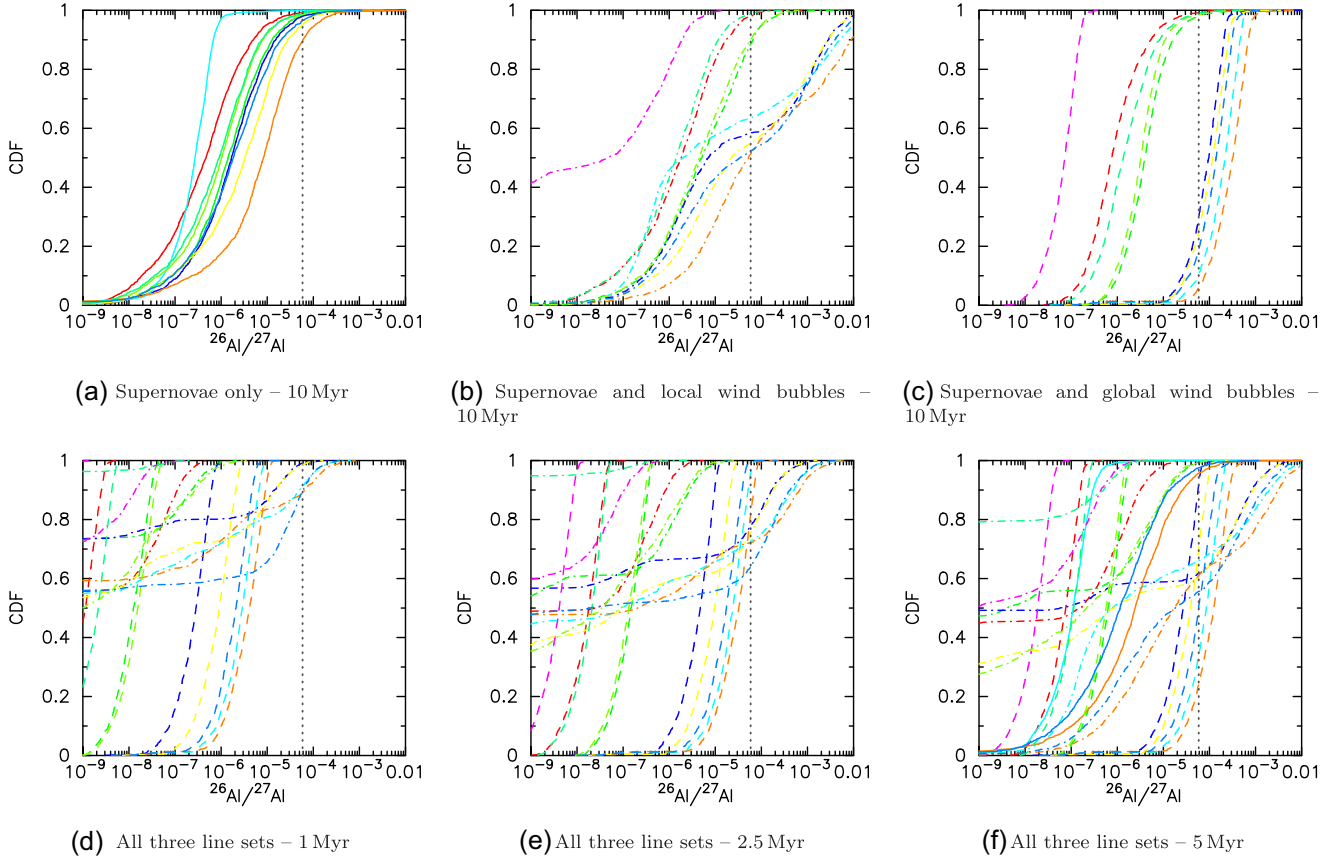 1
0.8
0.6
0.4
0.2
0
CDF
10⁻⁹ 10⁻⁸ 10⁻⁷ 10⁻⁶ 10⁻⁵ 10⁻⁴ 10⁻³ 0.01
²⁶Al/²⁷Al
(a) Supernovae only – 10 Myr
1
0.8
0.6
0.4
0.2
0
CDF
10⁻⁹ 10⁻⁸ 10⁻⁷ 10⁻⁶ 10⁻⁵ 10⁻⁴ 10⁻³ 0.01
²⁶Al/²⁷Al
(b) Supernovae and local wind bubbles –
10 Myr
1
0.8
0.6
0.4
0.2
0
CDF
10⁻⁹ 10⁻⁸ 10⁻⁷ 10⁻⁶ 10⁻⁵ 10⁻⁴ 10⁻³ 0.01
²⁶Al/²⁷Al
(c) Supernovae and global wind bubbles –
10 Myr
1
0.8
0.6
0.4
0.2
0
CDF
10⁻⁹ 10⁻⁸ 10⁻⁷ 10⁻⁶ 10⁻⁵ 10⁻⁴ 10⁻³ 0.01
²⁶Al/²⁷Al
(d) All three line sets – 1 Myr
1
0.8
0.6
0.4
0.2
0
CDF
10⁻⁹ 10⁻⁸ 10⁻⁷ 10⁻⁶ 10⁻⁵ 10⁻⁴ 10⁻³ 0.01
²⁶Al/²⁷Al
(e) All three line sets – 2.5 Myr
1
0.8
0.6
0.4
0.2
0
CDF
10⁻⁹ 10⁻⁸ 10⁻⁷ 10⁻⁶ 10⁻⁵ 10⁻⁴ 10⁻³ 0.01
²⁶Al/²⁷Al
(f) All three line sets – 5 Myr